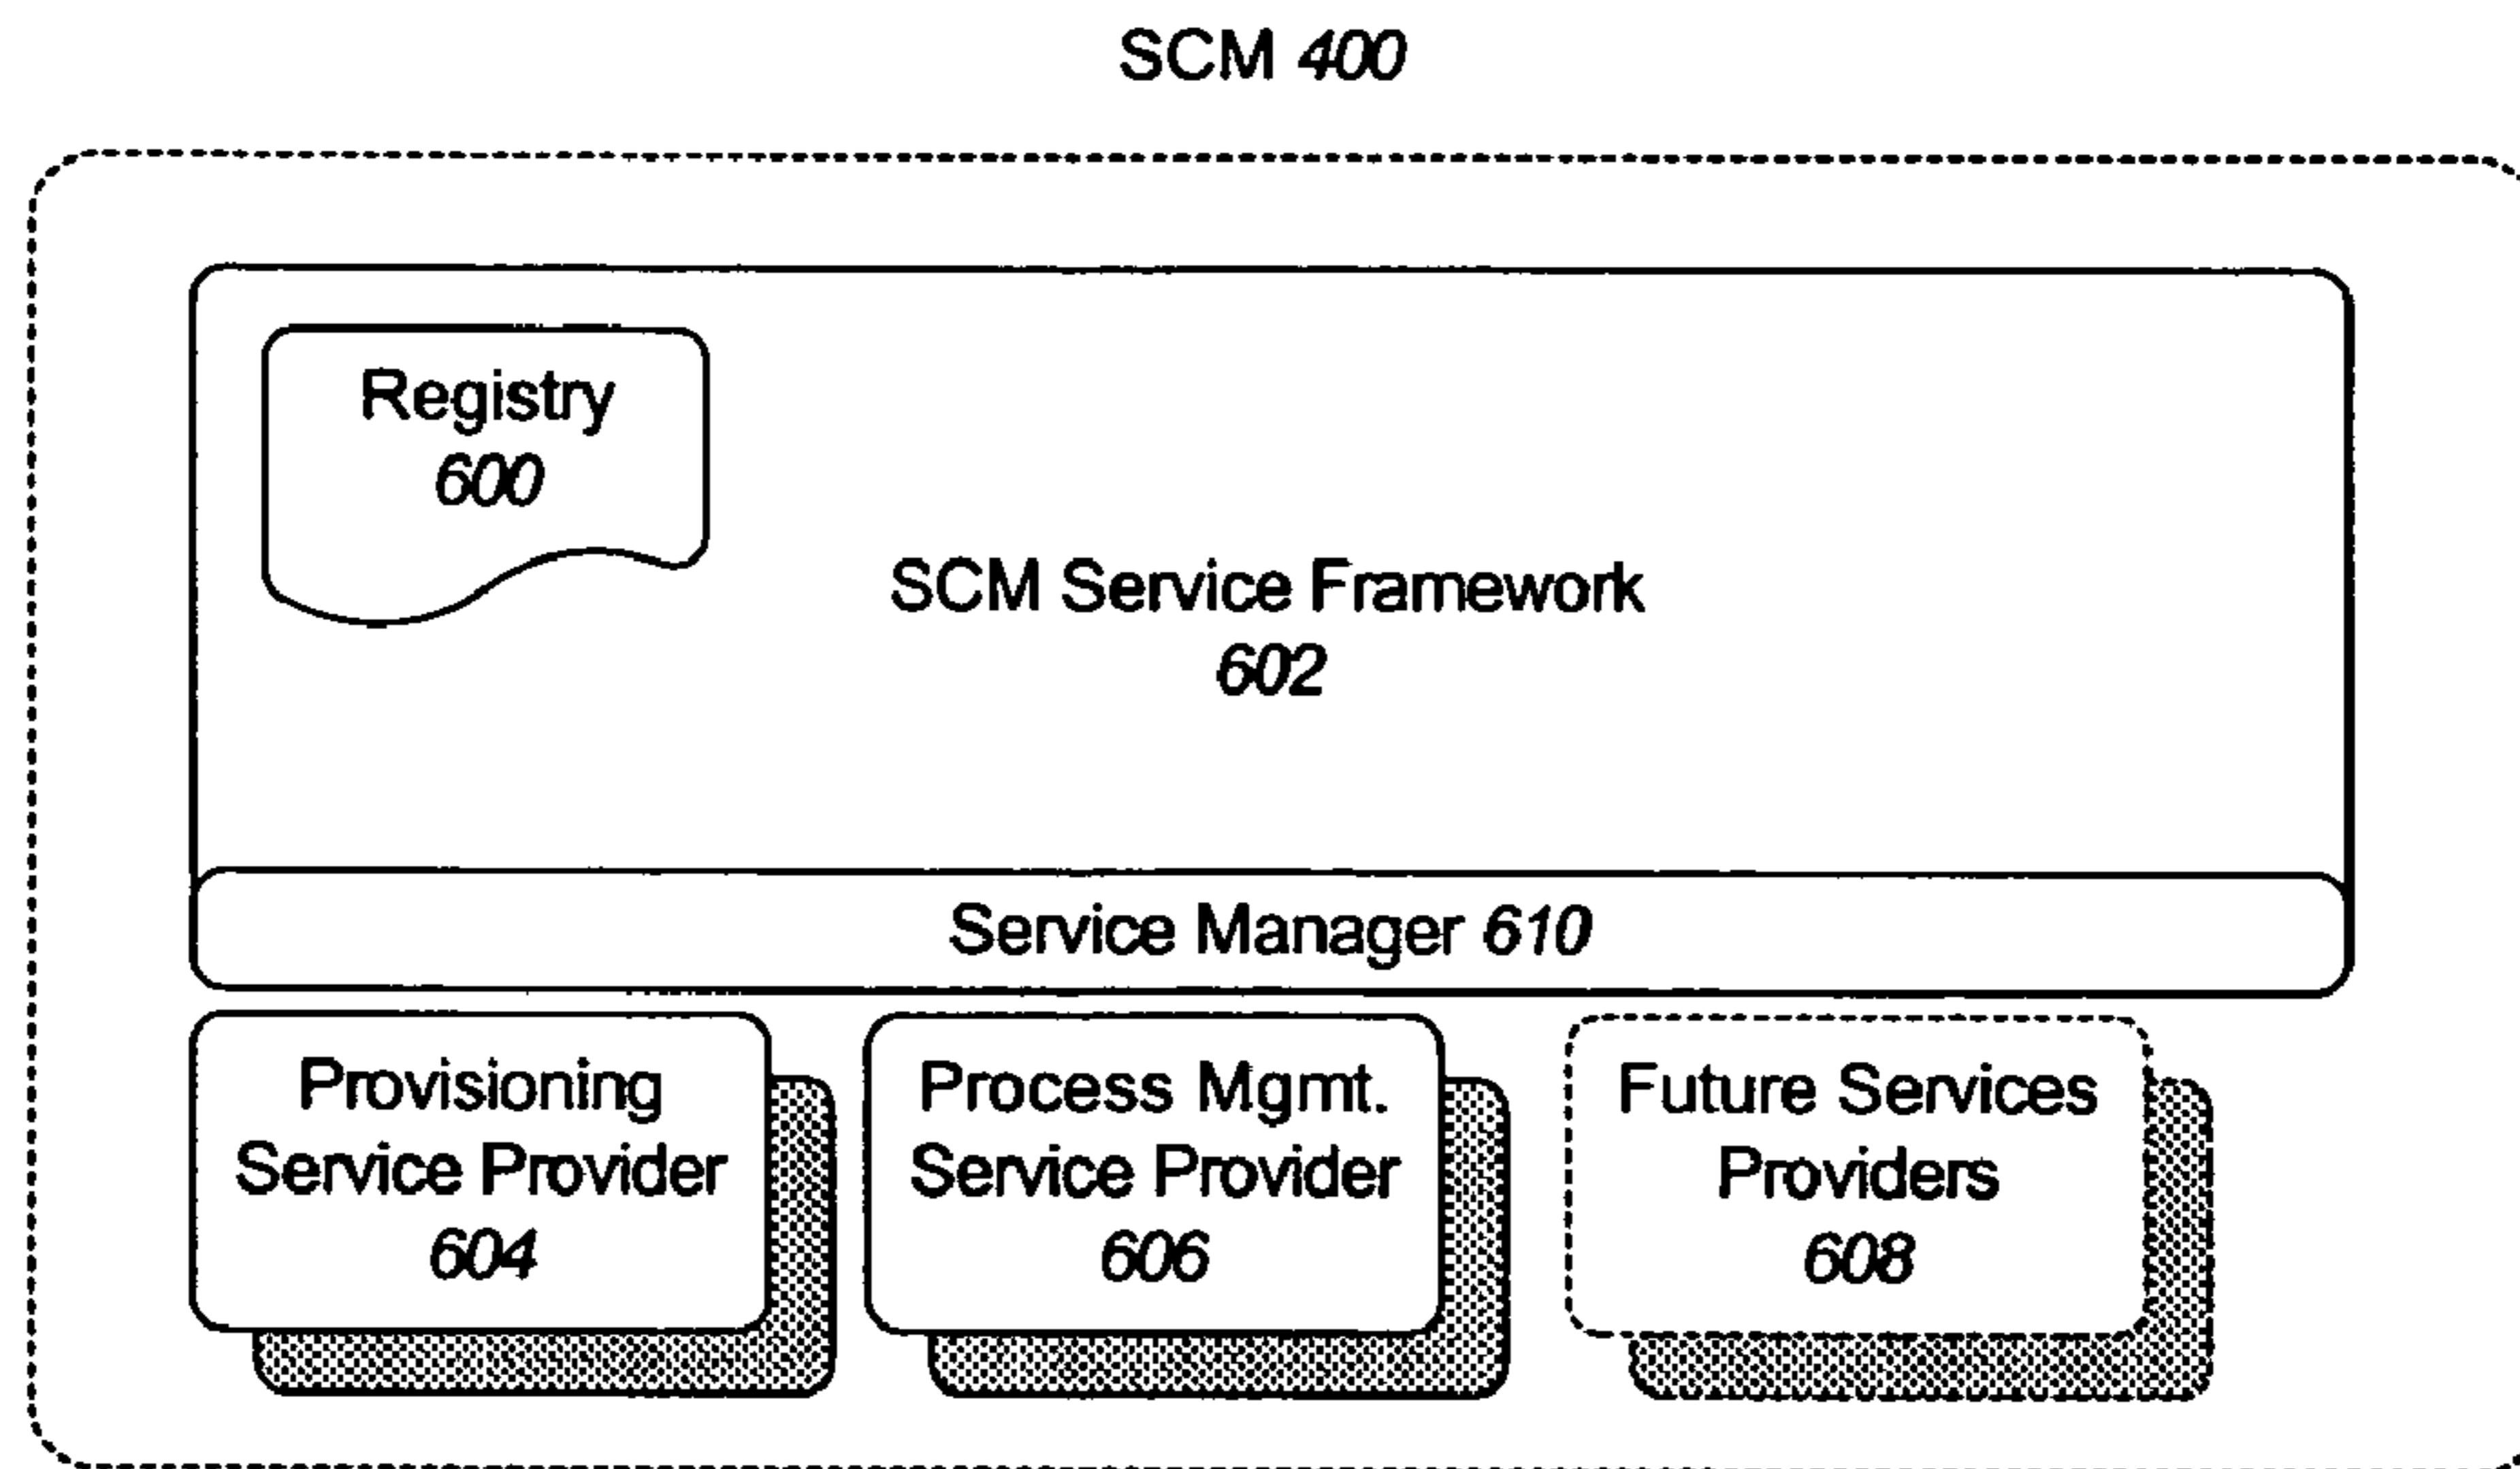 SCM 400
Registry
600
SCM Service Framework
602
Service Manager 610
Provisioning
Service Provider
604
Process Mgmt.
Service Provider
606
Future Services
Providers
608